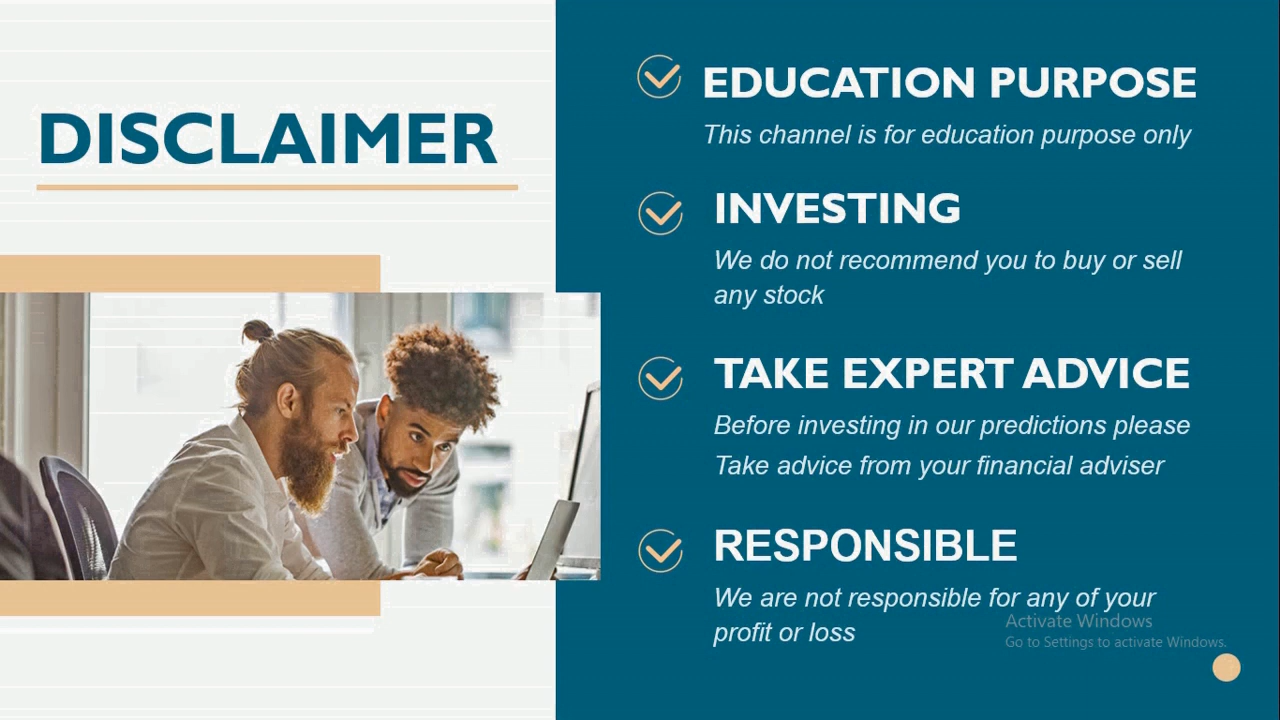 DISCLAIMER
EDUCATION PURPOSE
This channel is for education purpose only
INVESTING
We do not recommend you to buy or sell
any stock
TAKE EXPERT ADVICE
Before investing in our predictions please
Take advice from your financial adviser
RESPONSIBLE
We are not responsible for any of your
profit or loss
Activate Windows
Go to Settings to activate Windows.